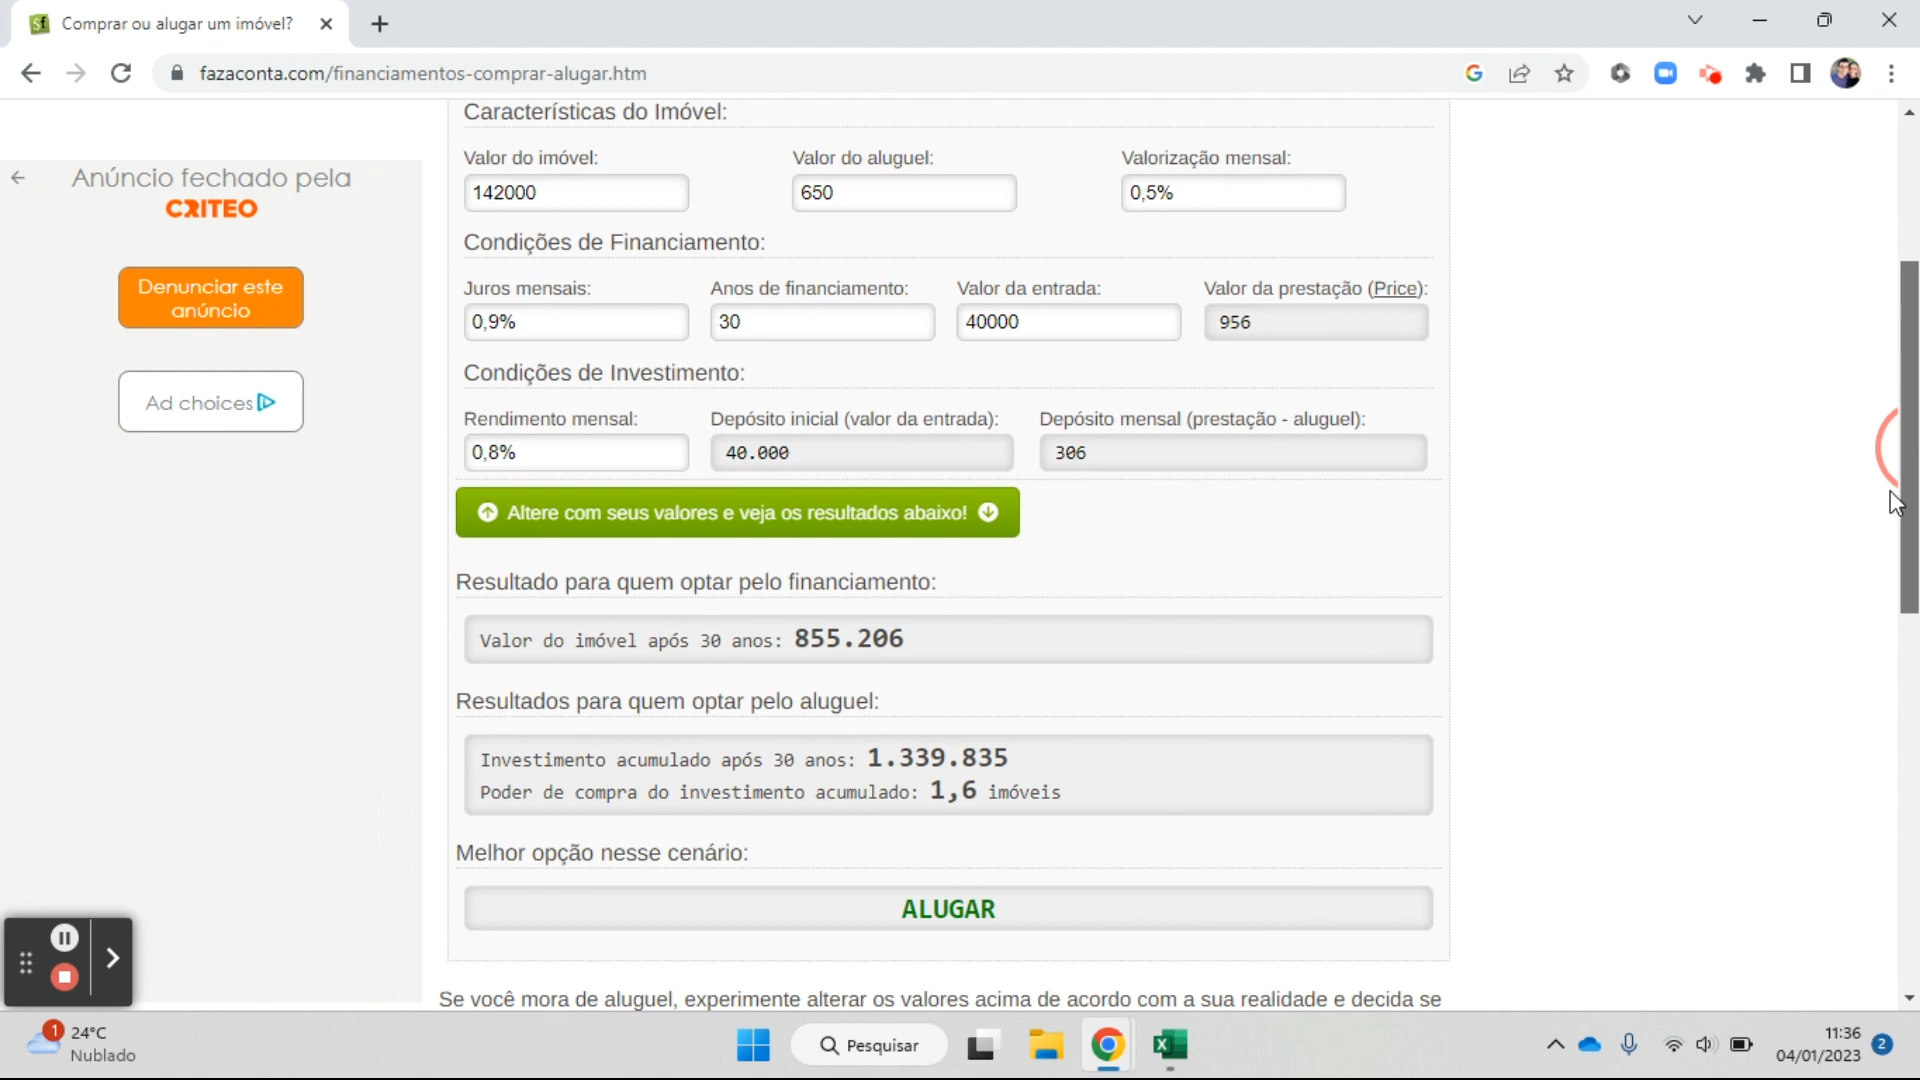 Comprar ou alugar um imóvel?
fazaconta.com/financiamentos-comprar-alugar.htm
Anúncio fechado pela
CRITEO
Denunciar este
anúncio
Ad choices
Características do Imóvel:
Valor do imóvel: Valor do aluguel: Valorização mensal:
142000 650 0,5%
Condições de Financiamento:
Juros mensais: Anos de financiamento: Valor da entrada: Valor da prestação (Price):
0,9% 30 40000 956
Condições de Investimento:
Rendimento mensal: Depósito inicial (valor da entrada): Depósito mensal (prestação - aluguel):
0,8% 40.000 306
Altere com seus valores e veja os resultados abaixo!
Resultado para quem optar pelo financiamento:
Valor do imóvel após 30 anos: 855.206
Resultados para quem optar pelo aluguel:
Investimento acumulado após 30 anos: 1.339.835
Poder de compra do investimento acumulado: 1,6 imóveis
Melhor opção nesse cenário:
ALUGAR
Se você mora de aluguel, experimente alterar os valores acima de acordo com a sua realidade e decida se
1
24°C
Nublado
Pesquisar
11:36
04/01/2023
2